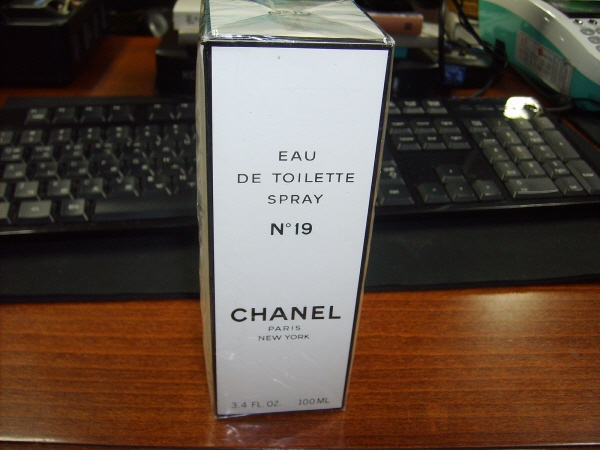 EAU
DE TOILETTE
SPRAY
N°19
CHANEL
PARIS
NEW YORK
3.4 FL. OZ. 100 ML